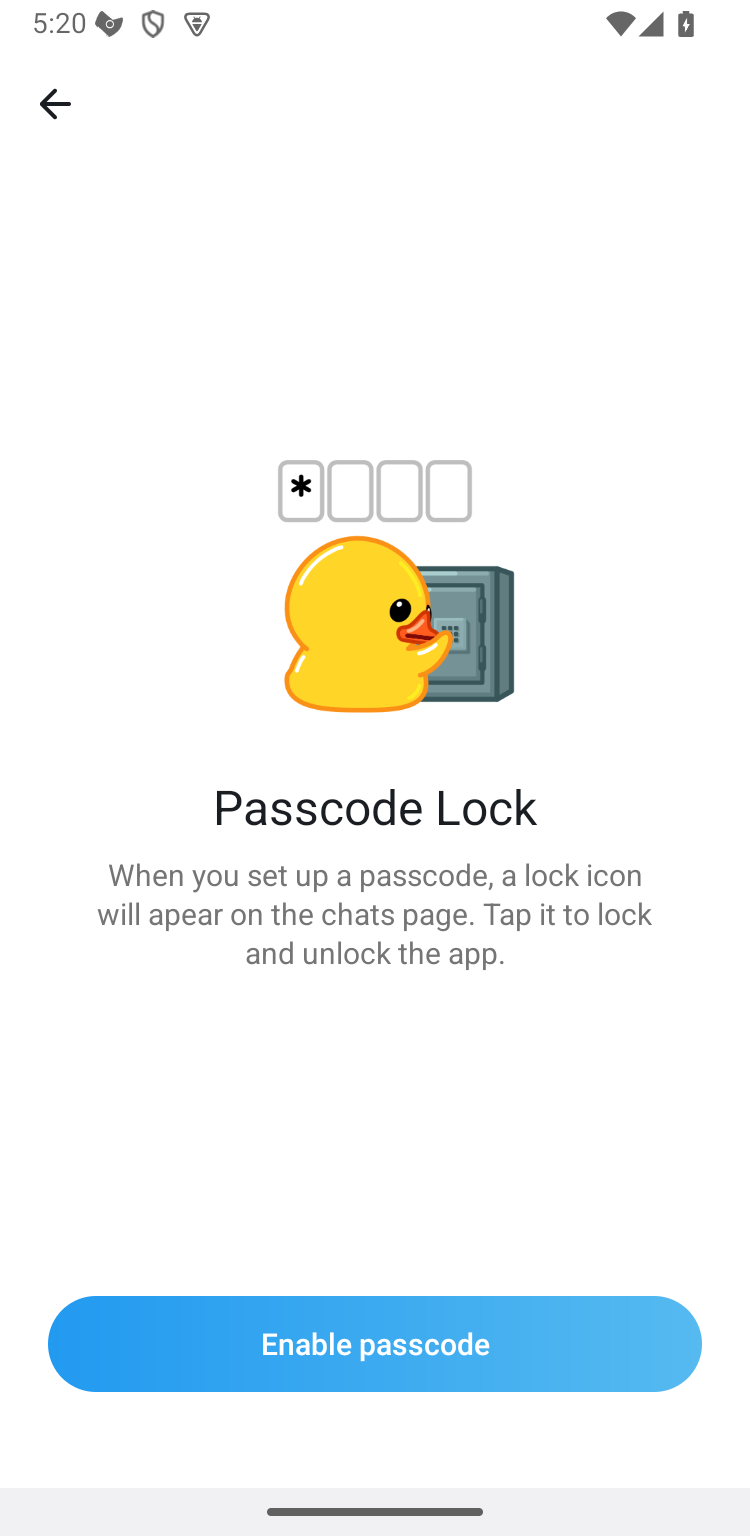 5:20
*
Passcode Lock
When you set up a passcode, a lock icon
will apear on the chats page. Tap it to lock
and unlock the app.
Enable passcode